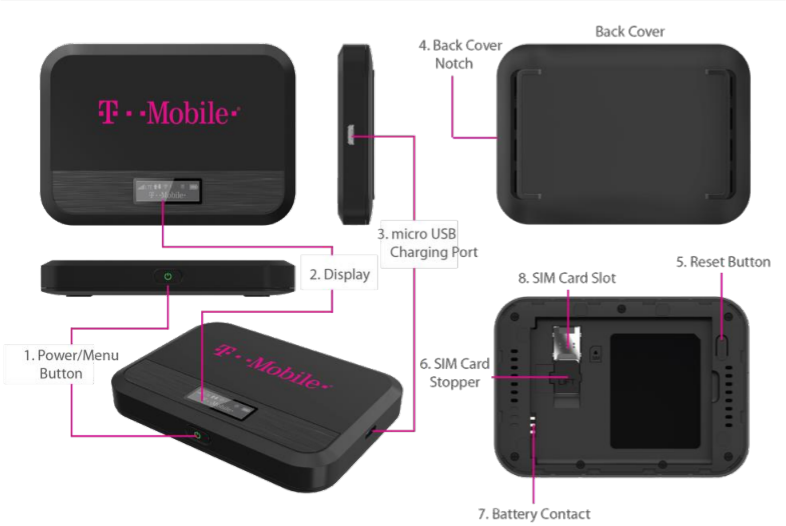 Back Cover
4. Back Cover
Notch
T··Mobile·
T··Mobile·
3. micro USB
Charging Port
2. Display
5. Reset Button
8. SIM Card Slot
1. Power/Menu
Button
T··Mobile·
6. SIM Card
Stopper
7. Battery Contact